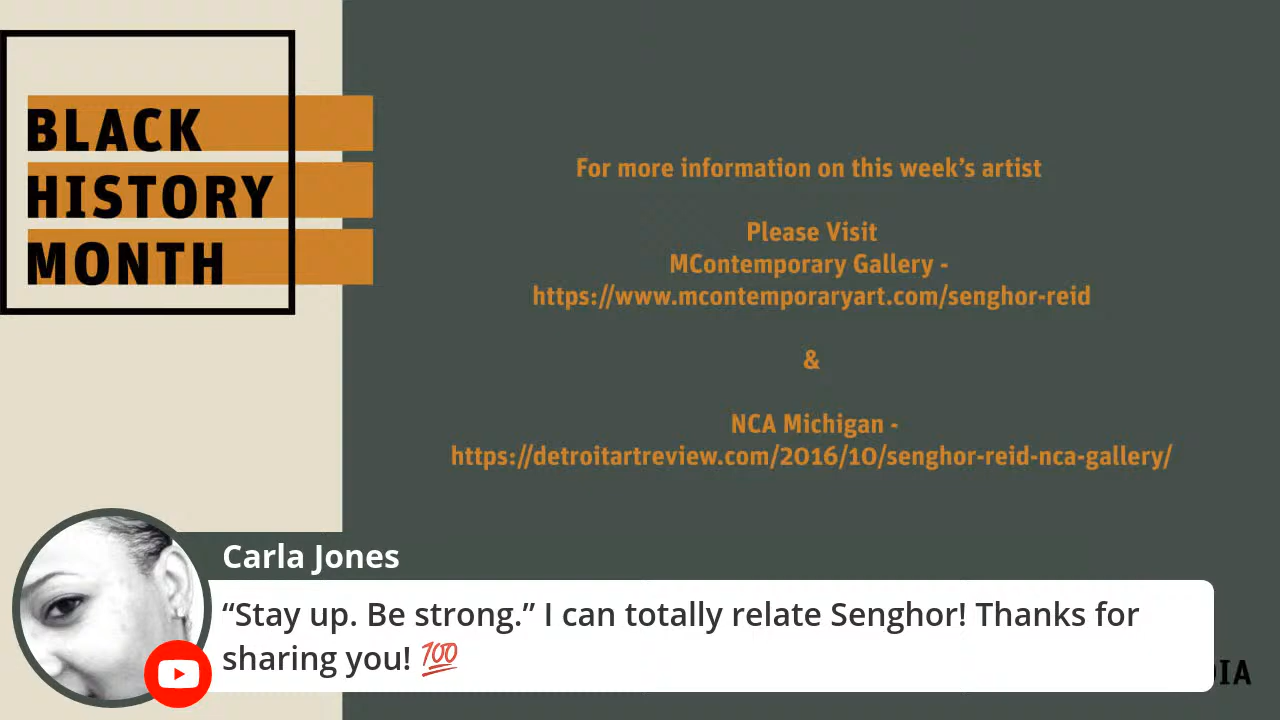 BLACK
HISTORY
MONTH
For more information on this week's artist
Please Visit
MContemporary Gallery -
https://www.mcontemporaryart.com/senghor-reid
&
NCA Michigan -
https://detroitartreview.com/2016/10/senghor-reid-nca-gallery/
Carla Jones
“Stay up. Be strong.” I can totally relate Senghor! Thanks for
sharing you! 💯